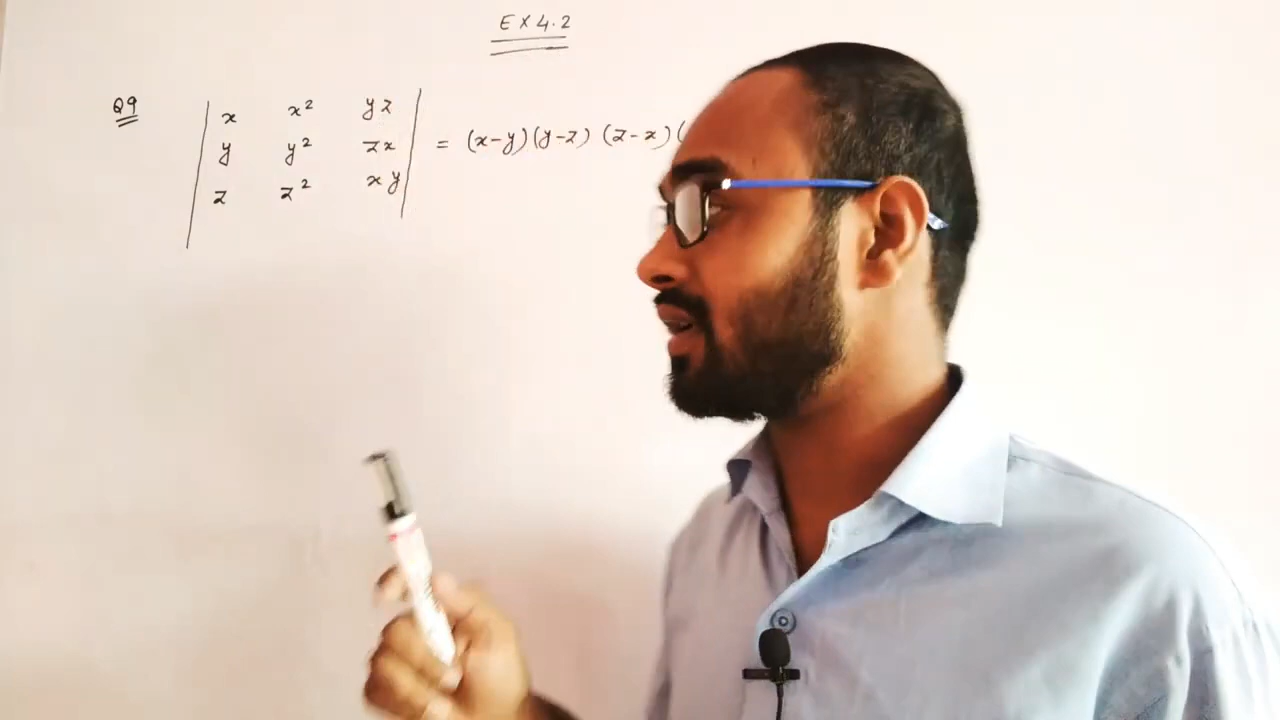 EX 4.2
Q9
x x² yz
y y² zx = (x-y)(y-z) (z-x)(
z z² xy